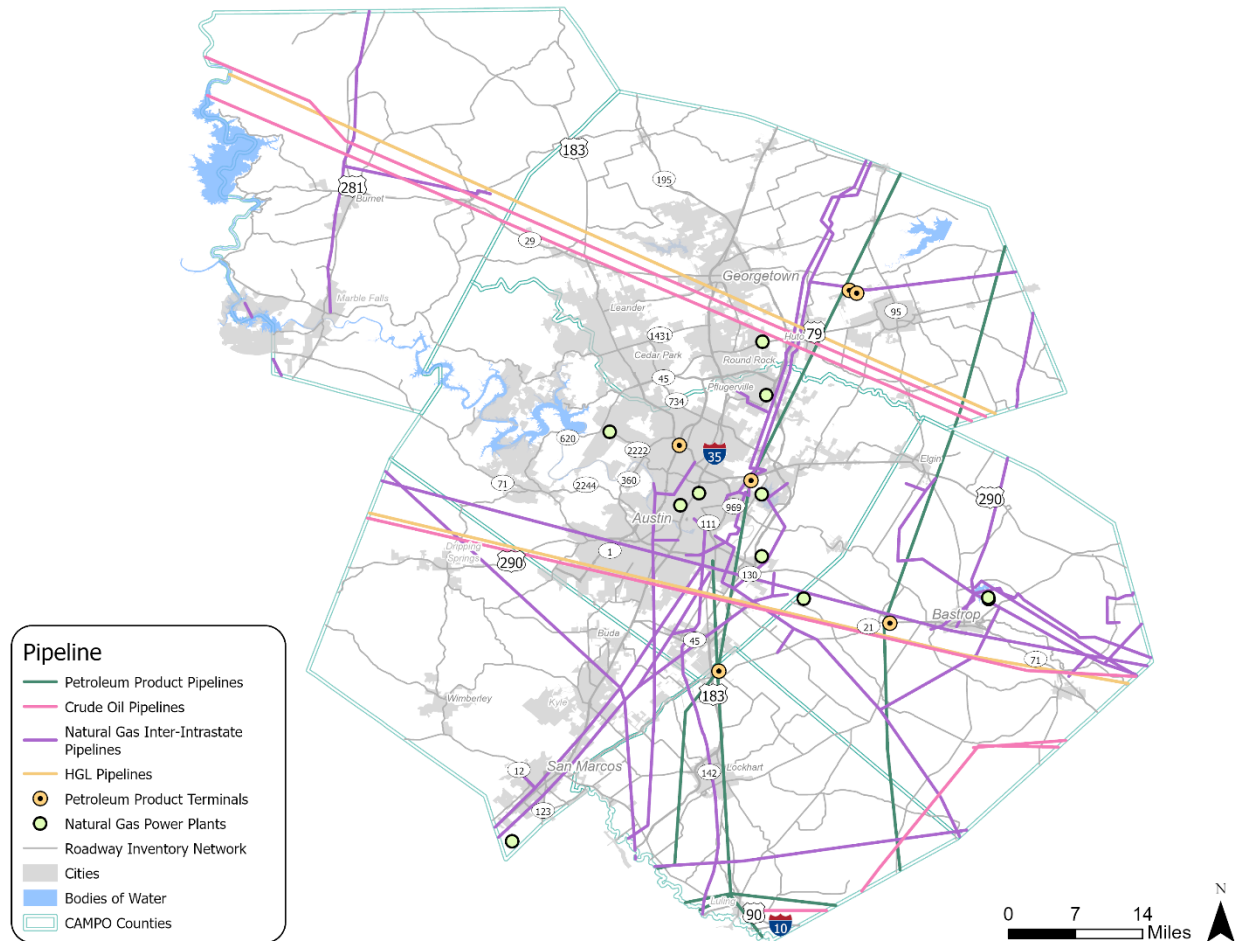 183
281
Burnet
195
29
Georgetown
Marble Falls
Leander
79
95
1431
Huto
Cedar Park
Round Rock
45
Pflugerville
734
620
2222
35
Elgin
71
2244
360
290
969
Austin
111
1
Dripping
Springs
290
130
Bastrop
21
Buda
45
71
Wimberley
Kyle
183
San Marcos
12
142
Lockhart
123
Luling
90
10
Pipeline
Petroleum Product Pipelines
Crude Oil Pipelines
Natural Gas Inter-Intrastate
Pipelines
HGL Pipelines
Petroleum Product Terminals
Natural Gas Power Plants
Roadway Inventory Network
Cities
Bodies of Water
CAMPO Counties
N
0 7 14
Miles